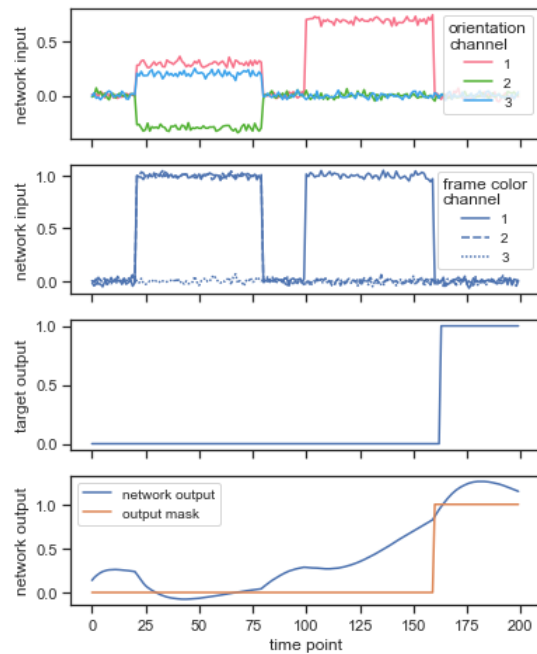 network input
0.5
0.0
orientation
channel
1
2
3
network input
1.0
0.5
0.0
frame color
channel
1
2
3
target output
1.0
0.5
0.0
network output
1.0
0.5
0.0
network output
output mask
0 25 50 75 100 125 150 175 200
time point